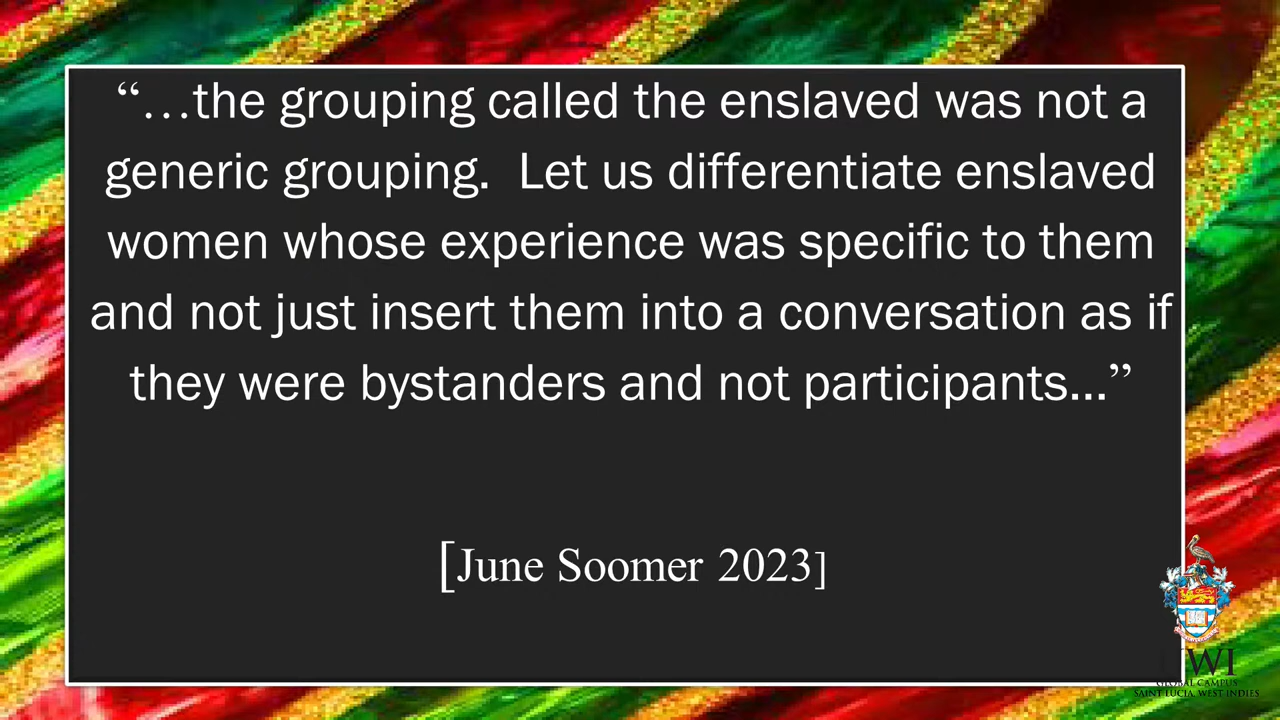 “…the grouping called the enslaved was not a
generic grouping.  Let us differentiate enslaved
women whose experience was specific to them
and not just insert them into a conversation as if
they were bystanders and not participants...”
[June Soomer 2023]
UWI
GLOBAL CAMPUS
SAINT LUCIA, WEST INDIES